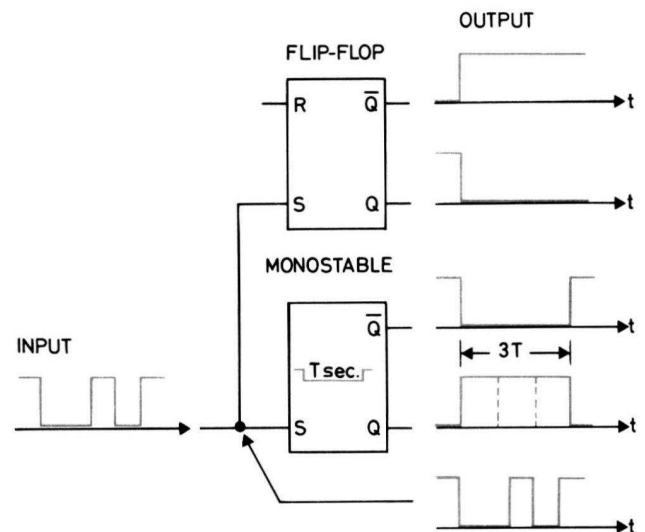 OUTPUT
FLIP-FLOP
R Q̅
t
S Q
t
MONOSTABLE
Q̅
t
INPUT
3T
T sec.
S Q
t
t